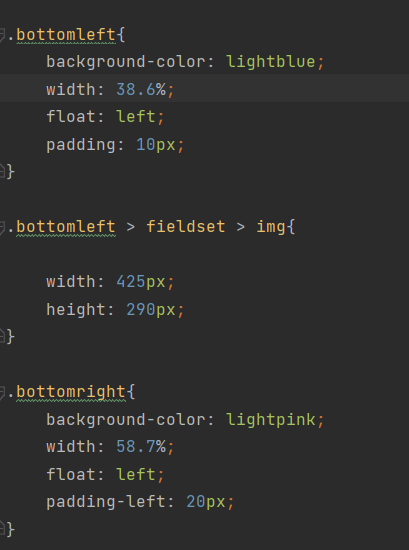 .bottomleft{
background-color: lightblue;
width: 38.6%;
float: left;
padding: 10px;
}
.bottomleft > fieldset > img{
width: 425px;
height: 290px;
}
.bottomright{
background-color: lightpink;
width: 58.7%;
float: left;
padding-left: 20px;
}